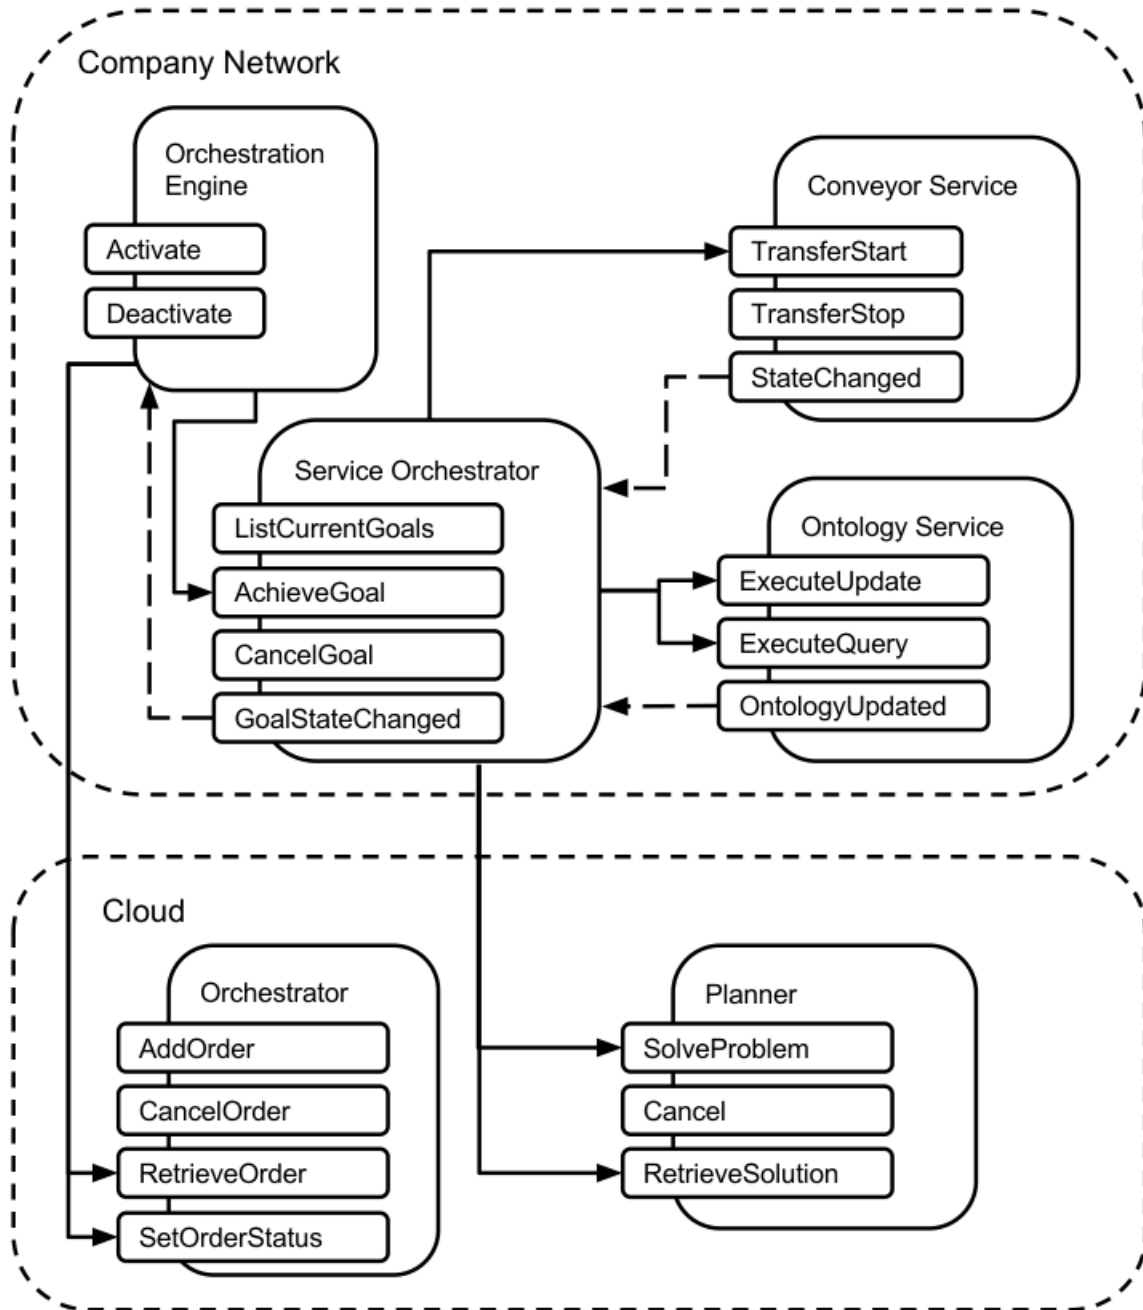 Company Network
Orchestration
Engine
Activate
Deactivate
Conveyor Service
TransferStart
TransferStop
StateChanged
Service Orchestrator
ListCurrentGoals
AchieveGoal
CancelGoal
GoalStateChanged
Ontology Service
ExecuteUpdate
ExecuteQuery
OntologyUpdated
Cloud
Orchestrator
AddOrder
CancelOrder
RetrieveOrder
SetOrderStatus
Planner
SolveProblem
Cancel
RetrieveSolution